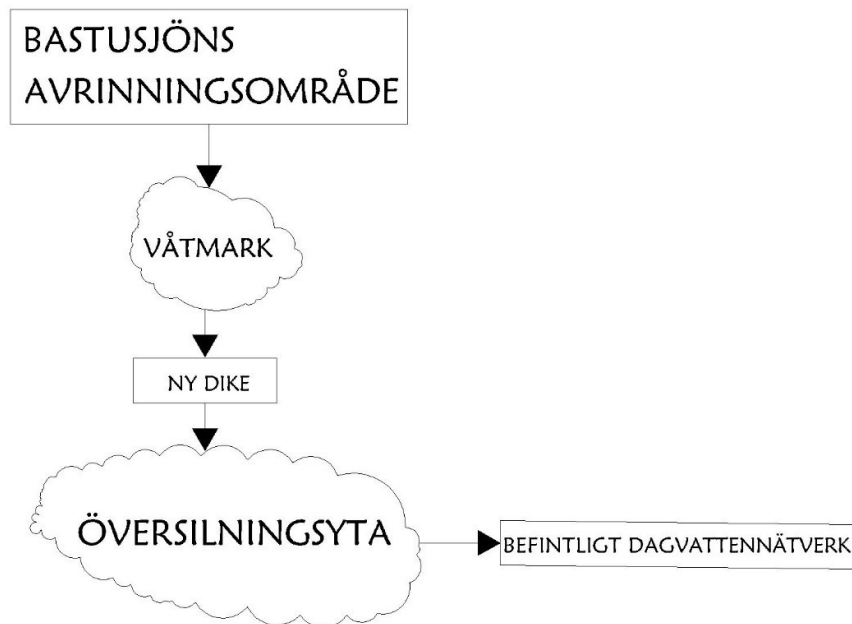 BASTUSJÖNS
AVRINNINGSOMRÅDE
VÅTMARK
NY DIKE
ÖVERSILNINGSYTA
BEFINTLIGT DAGVATTENNÄTVERK